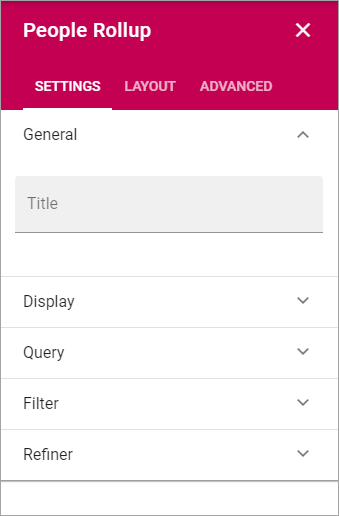 People Rollup
SETTINGS LAYOUT ADVANCED
General
Title
Display
Query
Filter
Refiner